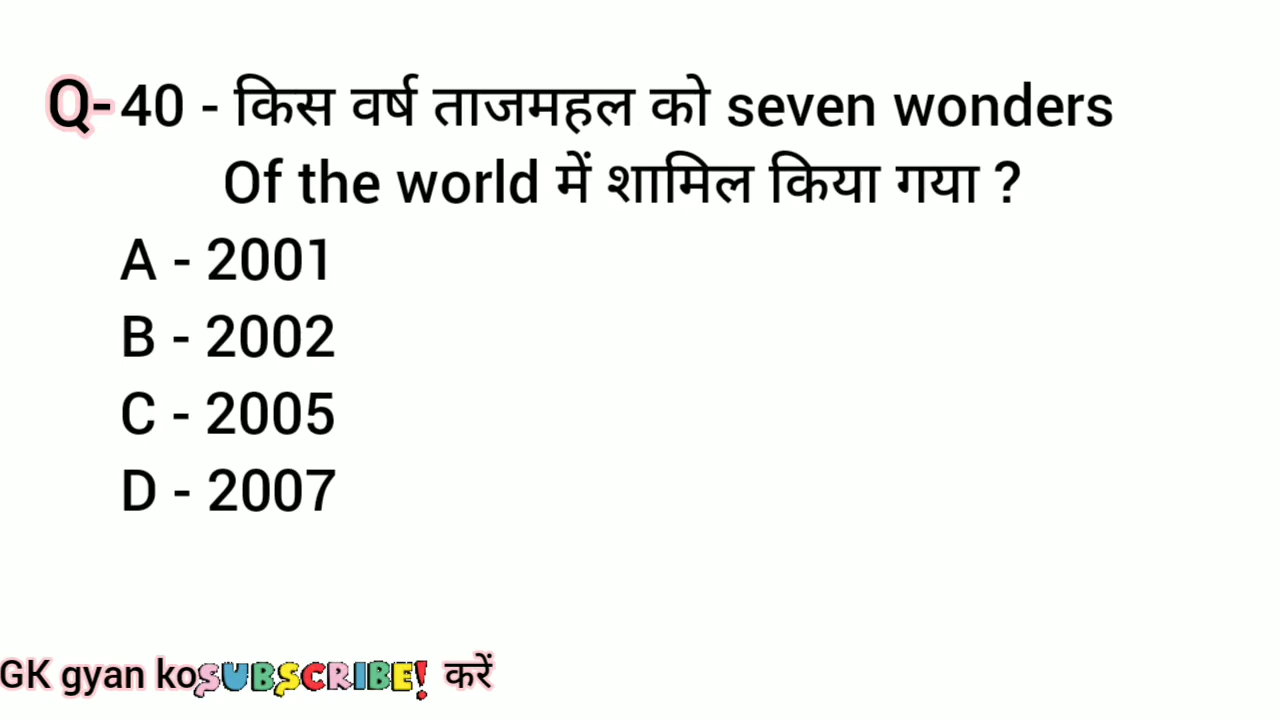 Q- 40 - किस वर्ष ताजमहल को seven wonders
Of the world में शामिल किया गया ?
A - 2001
B - 2002
C - 2005
D - 2007
GK gyan ko SUBSCRIBE! करें